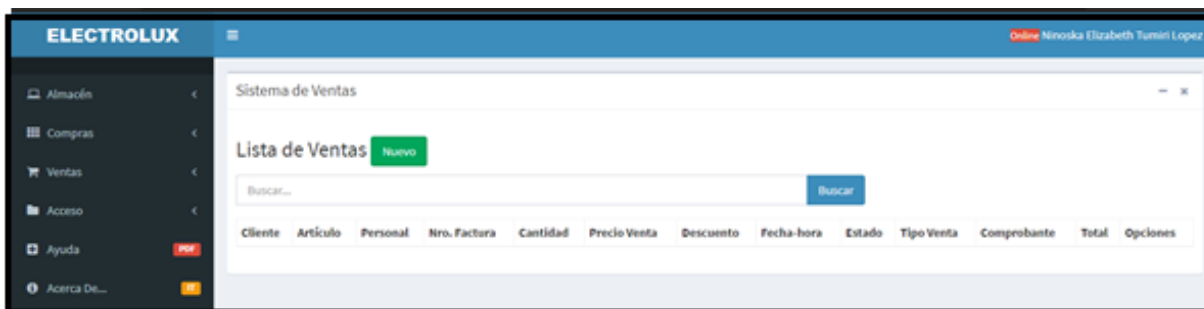 ELECTROLUX
Online Ninoska Elizabeth Tumiri Lopez
Almacén
Compras
Ventas
Acceso
Ayuda PDF
Acerca De... IT
Sistema de Ventas
Lista de Ventas Nuevo
Buscar... Buscar
Cliente Artículo Personal Nro. Factura Cantidad Precio Venta Descuento Fecha-hora Estado Tipo Venta Comprobante Total Opciones